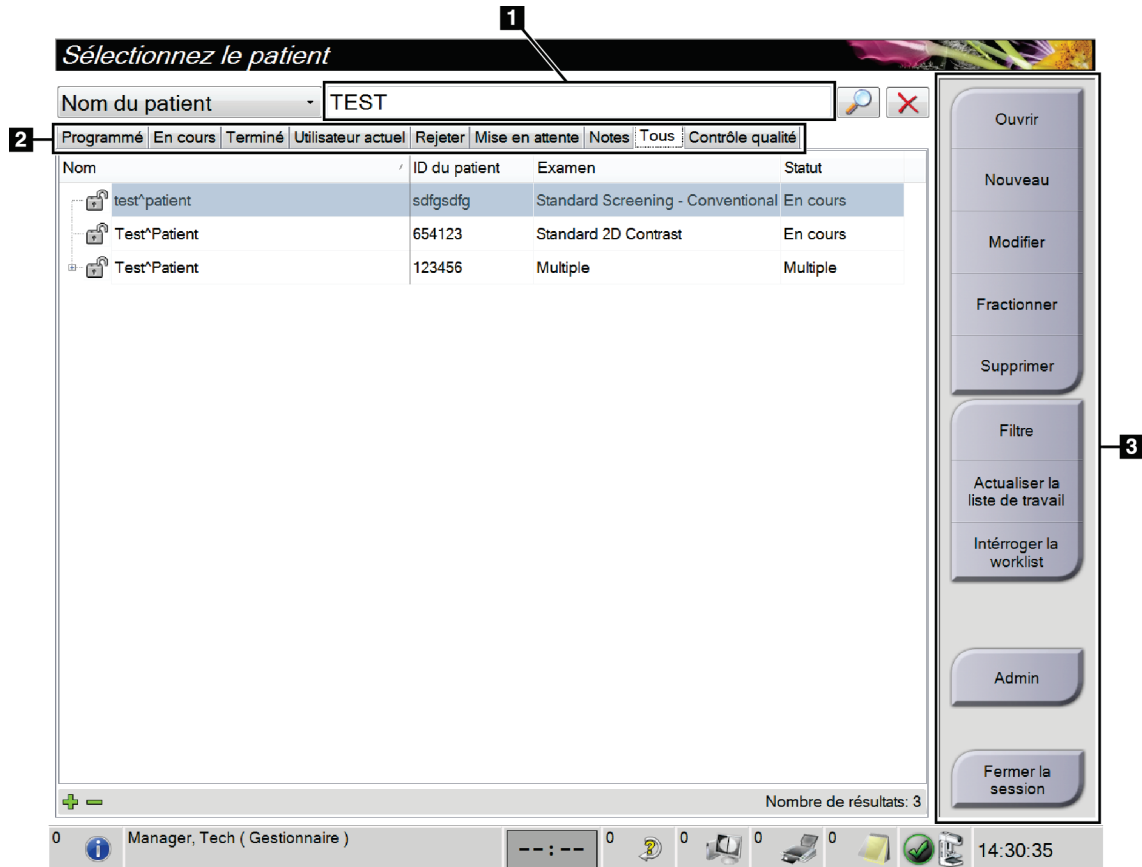 1
Sélectionnez le patient
Nom du patient TEST
2
Programmé En cours Terminé Utilisateur actuel Rejeter Mise en attente Notes Tous Contrôle qualité
Nom ID du patient Examen Statut
test^patient sdfgsdfg Standard Screening - Conventional En cours
Test^Patient 654123 Standard 2D Contrast En cours
Test^Patient 123456 Multiple Multiple
Nombre de résultats: 3
Ouvrir
Nouveau
Modifier
Fractionner
Supprimer
Filtre
Actualiser la
liste de travail
Intérroger la
worklist
Admin
Fermer la
session
3
0 Manager, Tech ( Gestionnaire ) --:-- 0 0 0 0 14:30:35